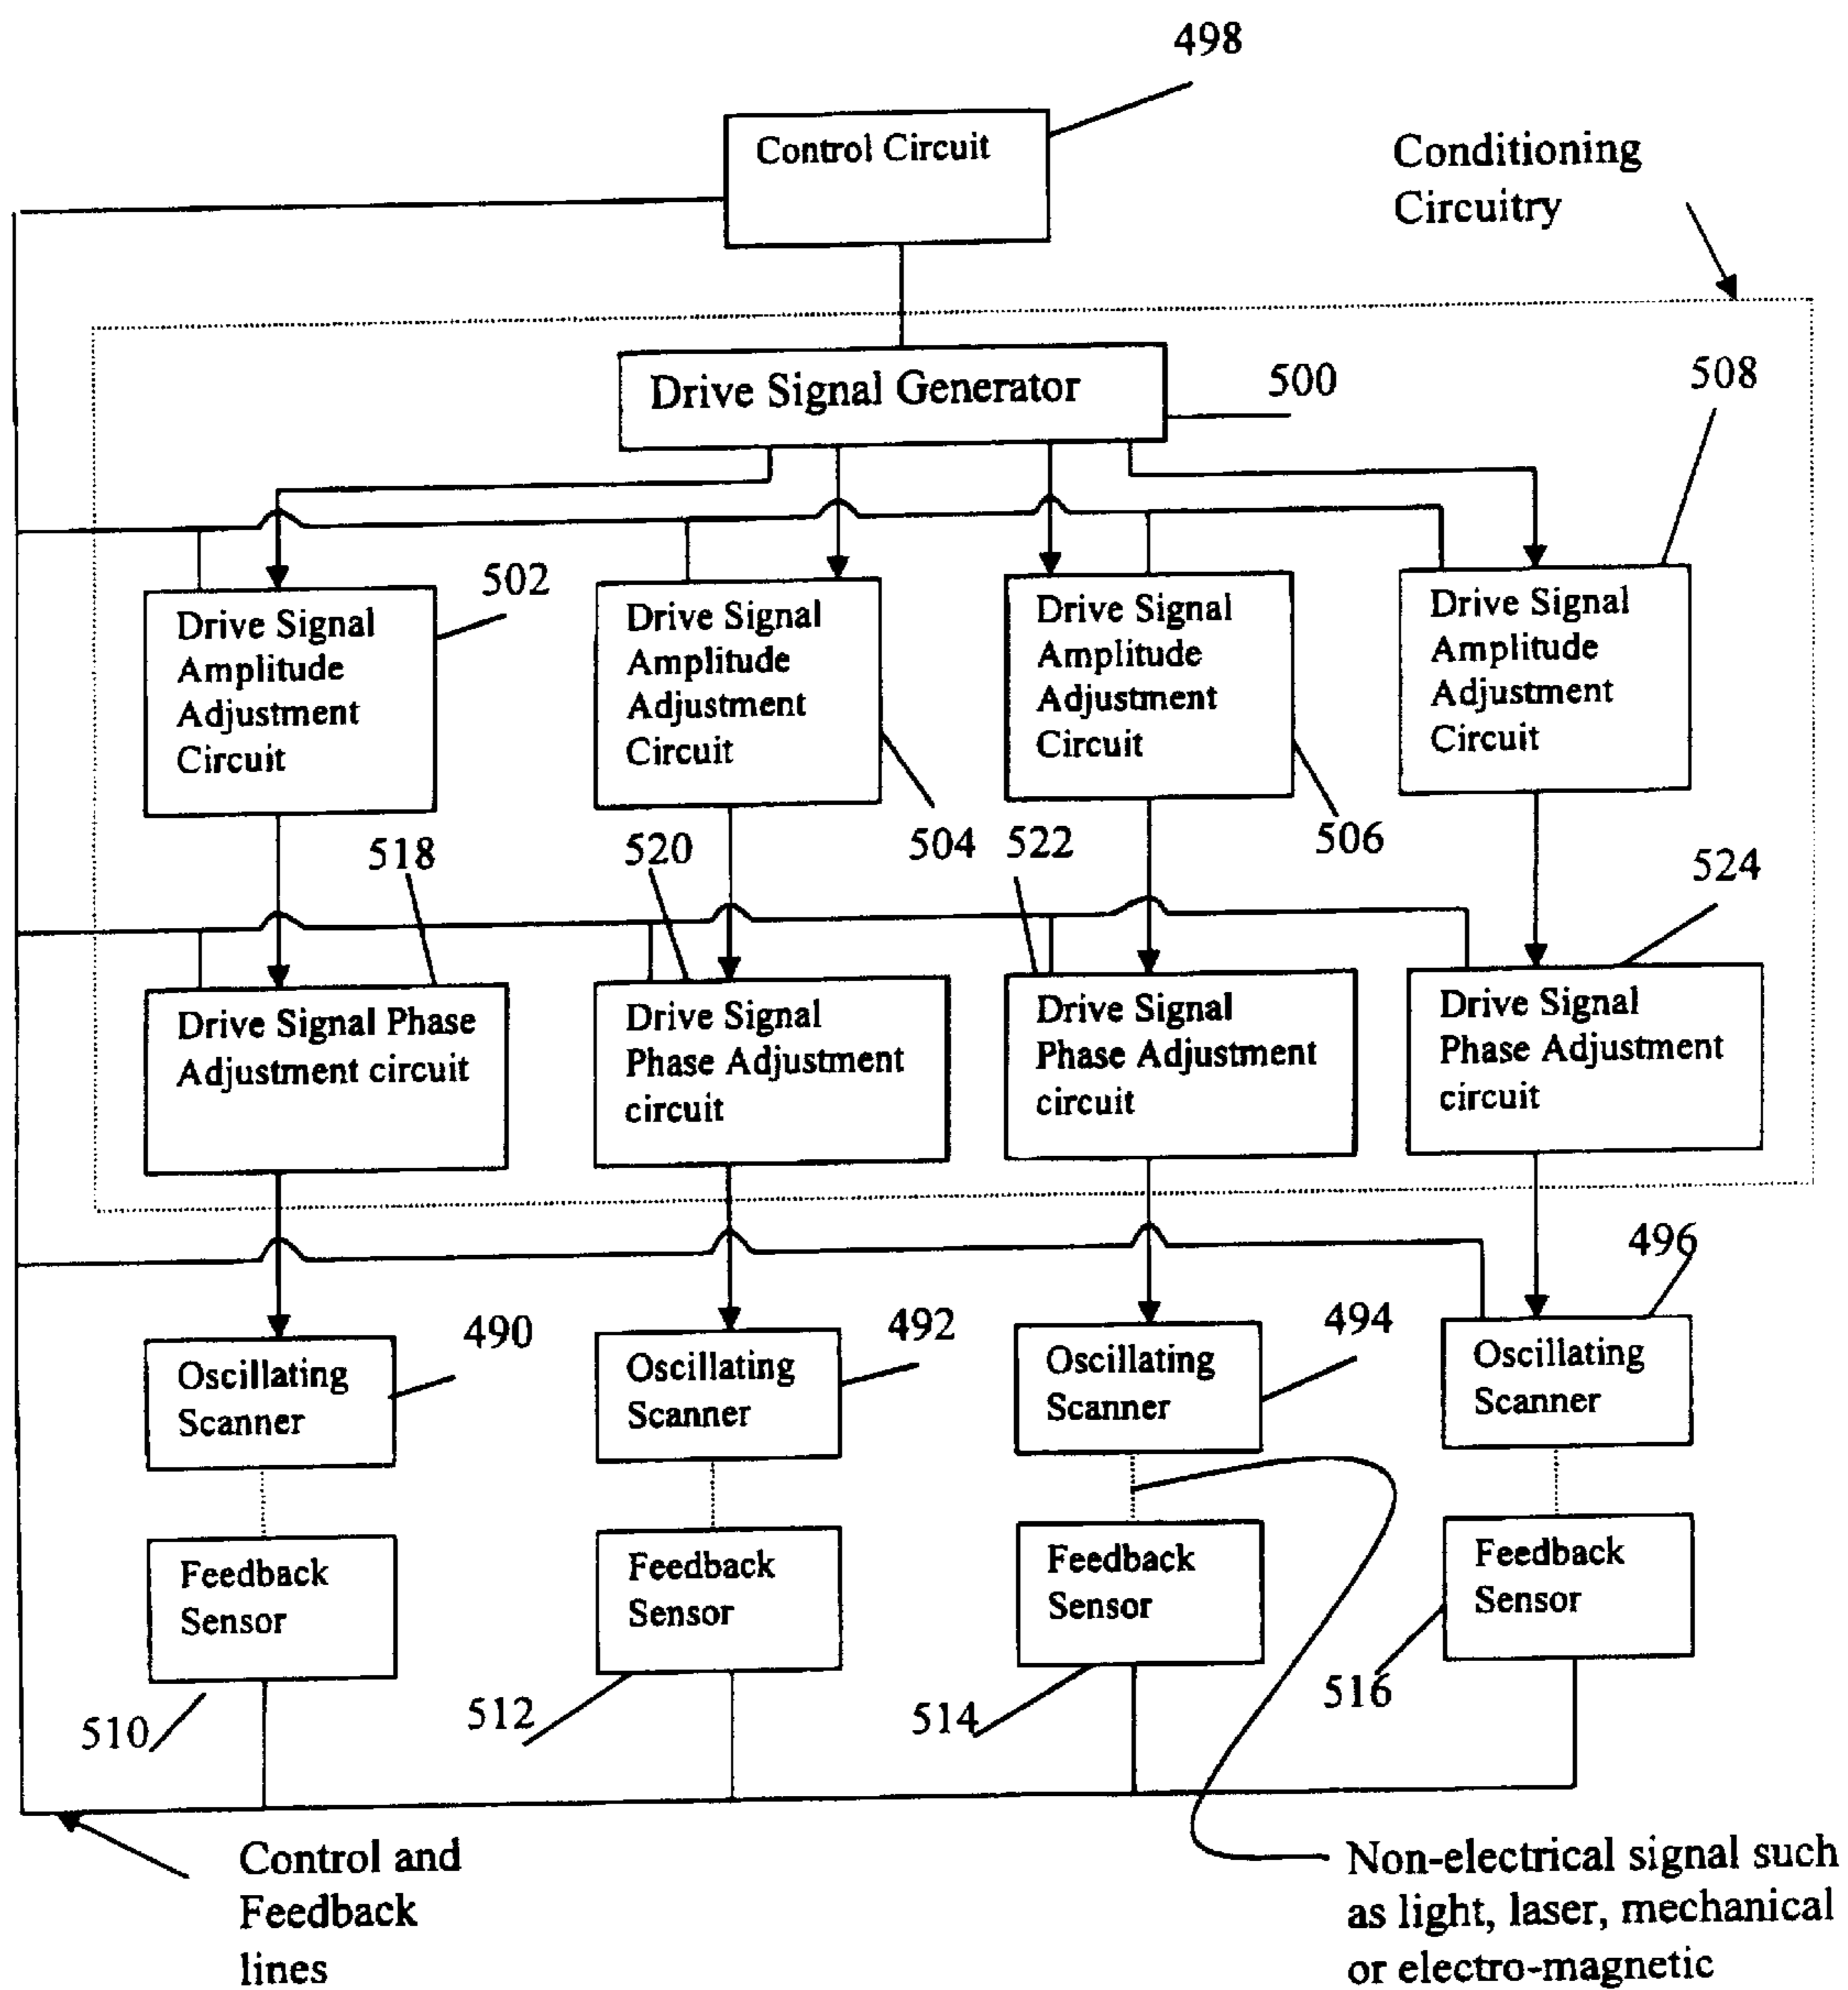 498
Control Circuit
Conditioning
Circuitry
Drive Signal Generator
500
508
502
Drive Signal
Amplitude
Adjustment
Circuit
Drive Signal
Amplitude
Adjustment
Circuit
Drive Signal
Amplitude
Adjustment
Circuit
Drive Signal
Amplitude
Adjustment
Circuit
518
520
504
522
506
524
Drive Signal Phase
Adjustment circuit
Drive Signal
Phase Adjustment
circuit
Drive Signal
Phase Adjustment
circuit
Drive Signal
Phase Adjustment
circuit
490
492
494
496
Oscillating
Scanner
Oscillating
Scanner
Oscillating
Scanner
Oscillating
Scanner
Feedback
Sensor
Feedback
Sensor
Feedback
Sensor
Feedback
Sensor
510
512
514
516
Control and
Feedback
lines
Non-electrical signal such
as light, laser, mechanical
or electro-magnetic